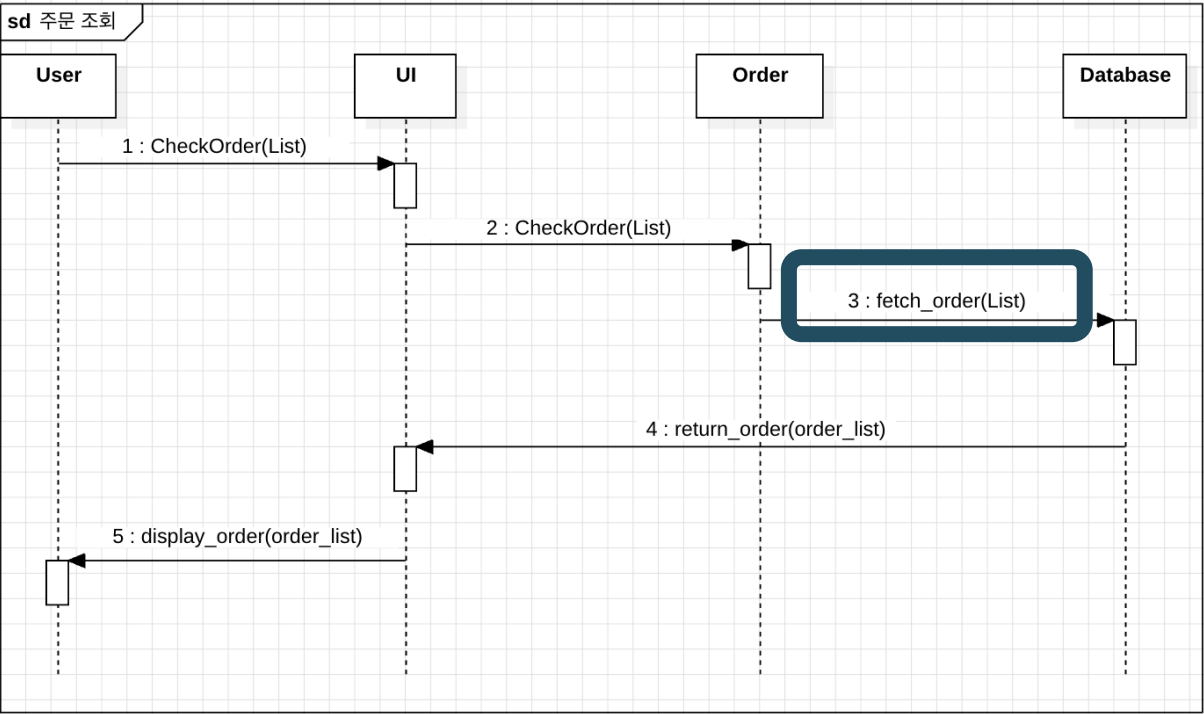 sd 주문 조회
User
UI
Order
Database
1 : CheckOrder(List)
2 : CheckOrder(List)
3 : fetch_order(List)
4 : return_order(order_list)
5 : display_order(order_list)